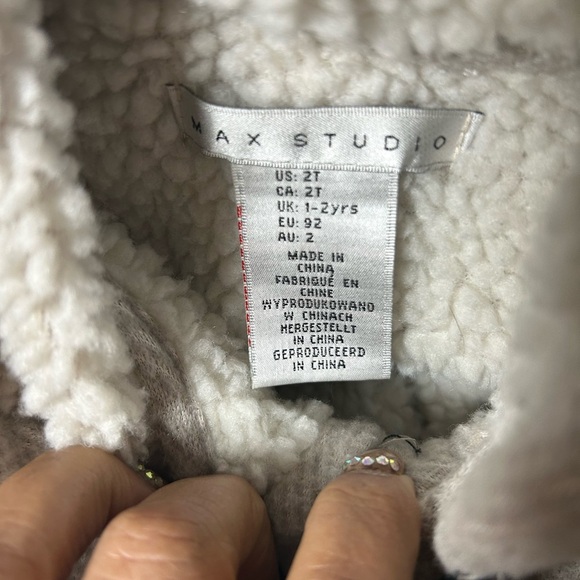 MAX STUDIO
US: 2T
CA: 2T
UK: 1-2yrs
EU: 92
AU: 2
MADE IN
CHINA
FABRIQUÉ EN
CHINE
WYPRODUKOWANO
W CHINACH
HERGESTELLT
IN CHINA
GEPRODUCEERD
IN CHINA